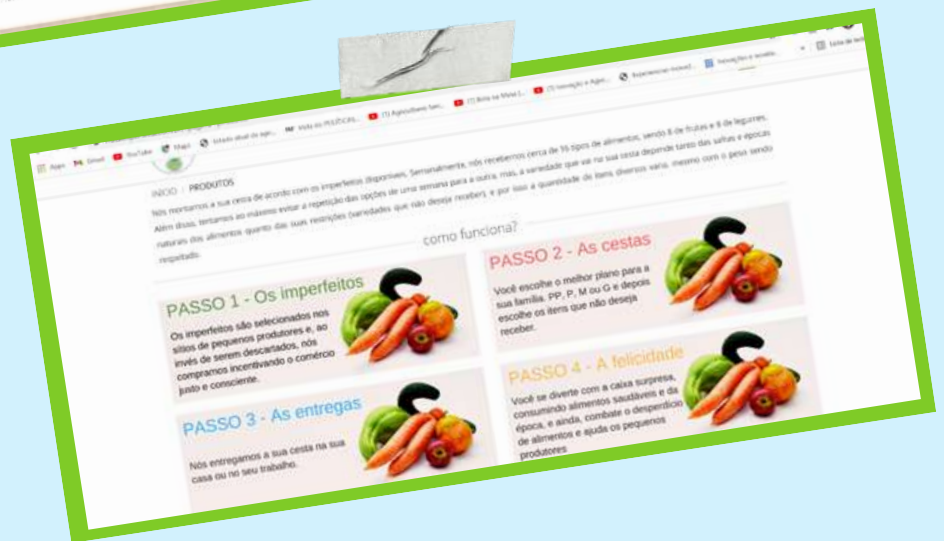 Apps Gmail YouTube Maps
INÍCIO / PRODUTOS
Nós montamos a sua cesta de acordo com os imperfeitos disponíveis. Semanalmente, nós recebemos cerca de 16 tipos de alimentos, sendo 8 de frutas e 8 de legumes.
Além disso, tentamos ao máximo evitar a repetição das opções de uma semana para a outra, mas, a variedade que vai na sua cesta depende tanto das safras e épocas
naturais dos alimentos quanto das suas restrições (variedades que não deseja receber), e por isso a quantidade de itens diversos varia, mesmo com o peso sendo
respeitado.
como funciona?
PASSO 1 - Os imperfeitos
Os imperfeitos são selecionados nos
sítios de pequenos produtores e, ao
invés de serem descartados, nós
compramos incentivando o comércio
justo e consciente.
PASSO 2 - As cestas
Você escolhe o melhor plano para a
sua família. PP, P, M ou G e depois
escolhe os itens que não deseja
receber.
PASSO 3 - As entregas
Nós entregamos a sua cesta na sua
casa ou no seu trabalho.
PASSO 4 - A felicidade
Você se diverte com a caixa surpresa,
consumindo alimentos saudáveis e da
época, e ainda, combate o desperdício
de alimentos e ajuda os pequenos
produtores